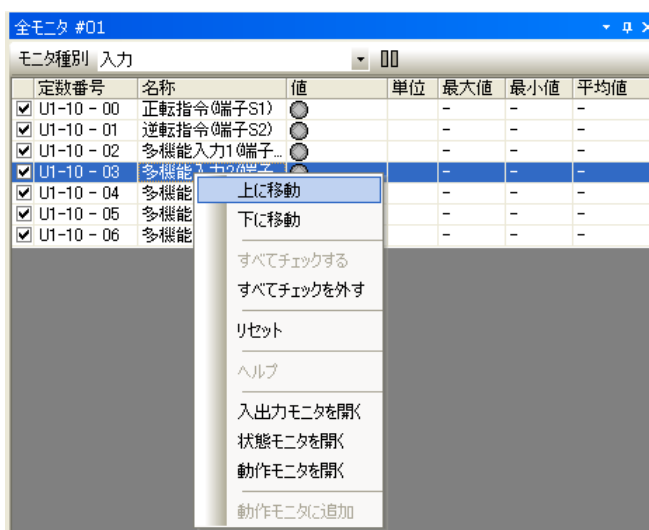 全モニタ #01
モニタ種別 入力
定数番号 名称 値 単位 最大値 最小値 平均値
U1-10 - 00 正転指令(端子S1) - - -
U1-10 - 01 逆転指令(端子S2) - - -
U1-10 - 02 多機能入力1(端子... - - -
U1-10 - 03 多機能入力2(端子... - - -
U1-10 - 04 多機能 - - -
U1-10 - 05 多機能 - - -
U1-10 - 06 多機能 - - -
上に移動
下に移動
すべてチェックする
すべてチェックを外す
リセット
ヘルプ
入出力モニタを開く
状態モニタを開く
動作モニタを開く
動作モニタに追加